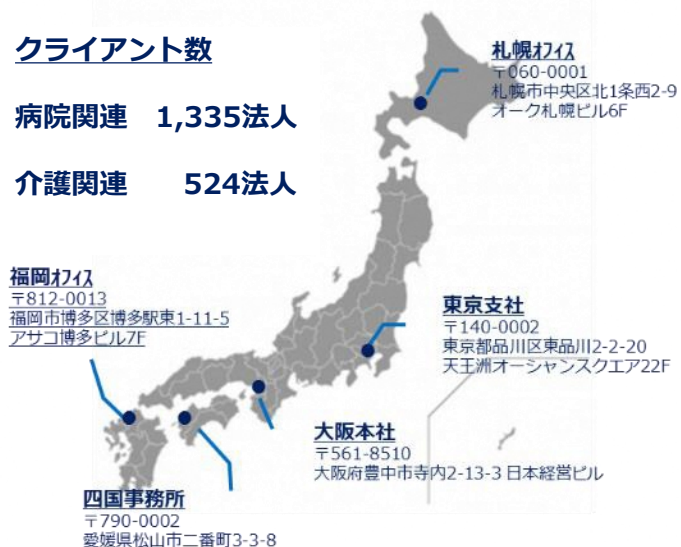 クライアント数
病院関連 1,335法人
介護関連 524法人
札幌オフィス
〒060-0001
札幌市中央区北1条西2-9
オーク札幌ビル6F
福岡オフィス
〒812-0013
福岡市博多区博多駅東1-11-5
アサコ博多ビル7F
東京支社
〒140-0002
東京都品川区東品川2-2-20
天王洲オーシャンスクエア22F
大阪本社
〒561-8510
大阪府豊中市寺内2-13-3 日本経営ビル
四国事務所
〒790-0002
愛媛県松山市二番町3-3-8